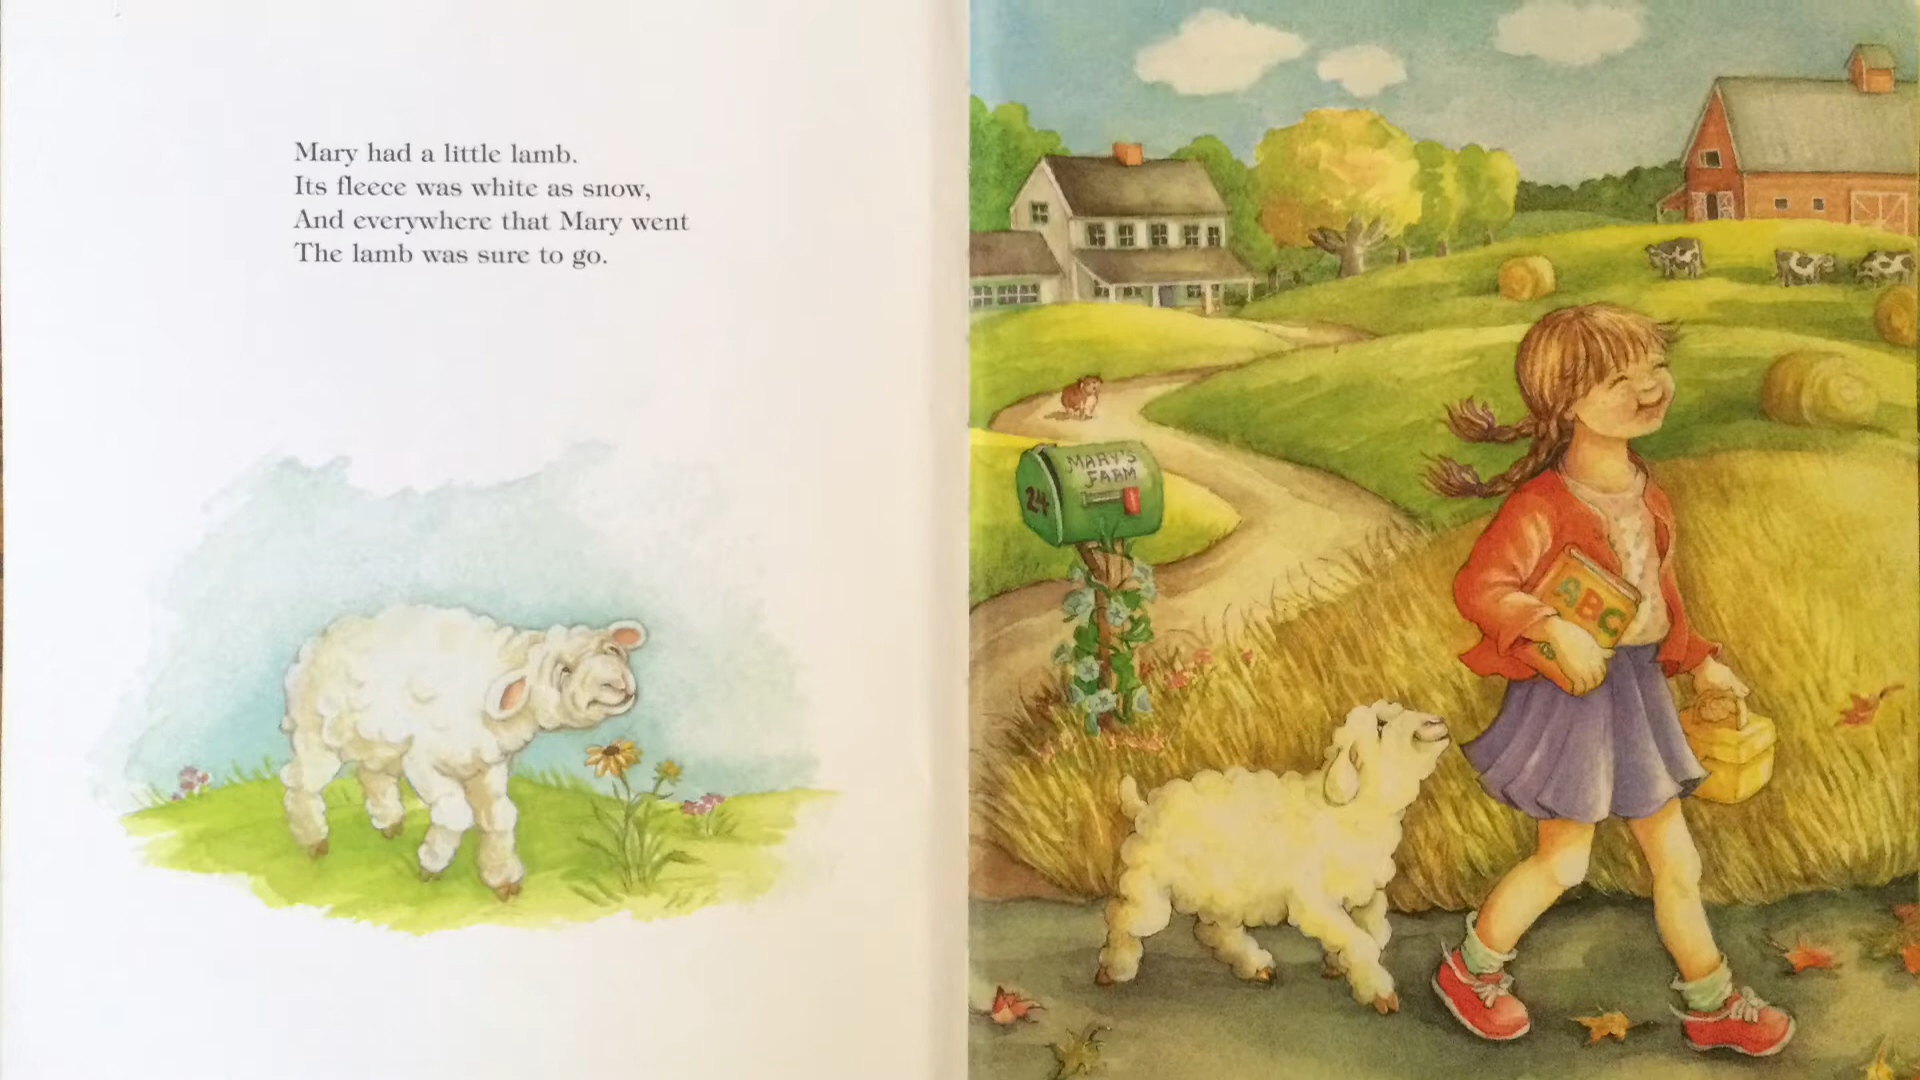 Mary had a little lamb.
Its fleece was white as snow,
And everywhere that Mary went
The lamb was sure to go.
MARY'S
FARM
24
ABC